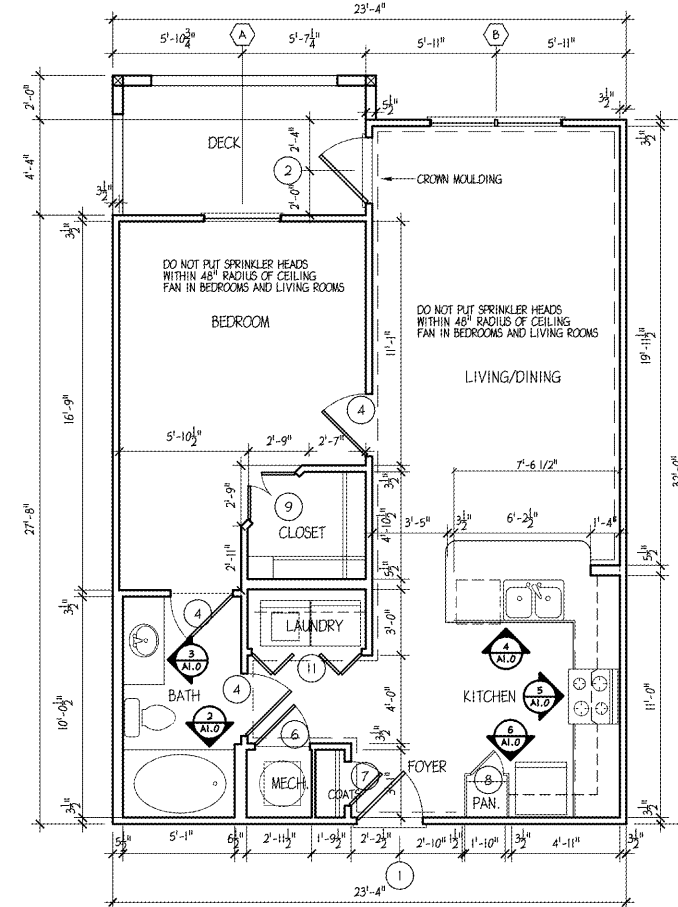 23'-4"
5'-10 3/4"
A
5'-7 1/4"
5'-11"
B
5'-11"
2'-0"
5 1/2"
3 1/2"
4'-4"
DECK
2'-4"
3 1/2"
2
CROWN MOULDING
3 1/2"
2'-0"
3 1/2"
DO NOT PUT SPRINKLER HEADS
WITHIN 48" RADIUS OF CEILING
FAN IN BEDROOMS AND LIVING ROOMS
BEDROOM
DO NOT PUT SPRINKLER HEADS
WITHIN 48" RADIUS OF CEILING
FAN IN BEDROOMS AND LIVING ROOMS
11'-1"
19'-11 1/2"
LIVING/DINING
16'-9"
4
5'-10 1/2"
2'-9"
2'-7"
7'-6 1/2"
2'-9"
3 1/2"
27'-8"
9
CLOSET
4'-10 1/2"
3'-5"
3 1/2"
6'-2 1/2"
1'-4"
2'-11"
5 1/2"
5 1/2"
3 1/2"
4
LAUNDRY
3'-0"
3
A1.0
11
4
A1.0
BATH
4
KITCHEN
5
A1.0
4'-0"
11'-0"
10'-0 1/2"
2
A1.0
6
6
A1.0
3 1/2"
FOYER
MECH.
7
8
COATS
PAN.
3 1/2"
3 1/2"
5 1/2"
5'-1"
6 1/2"
2'-11 1/2"
1'-9 1/2"
2'-2 1/2"
2'-10 1/2"
1'-10"
3 1/2"
4'-11"
3 1/2"
1
23'-4"